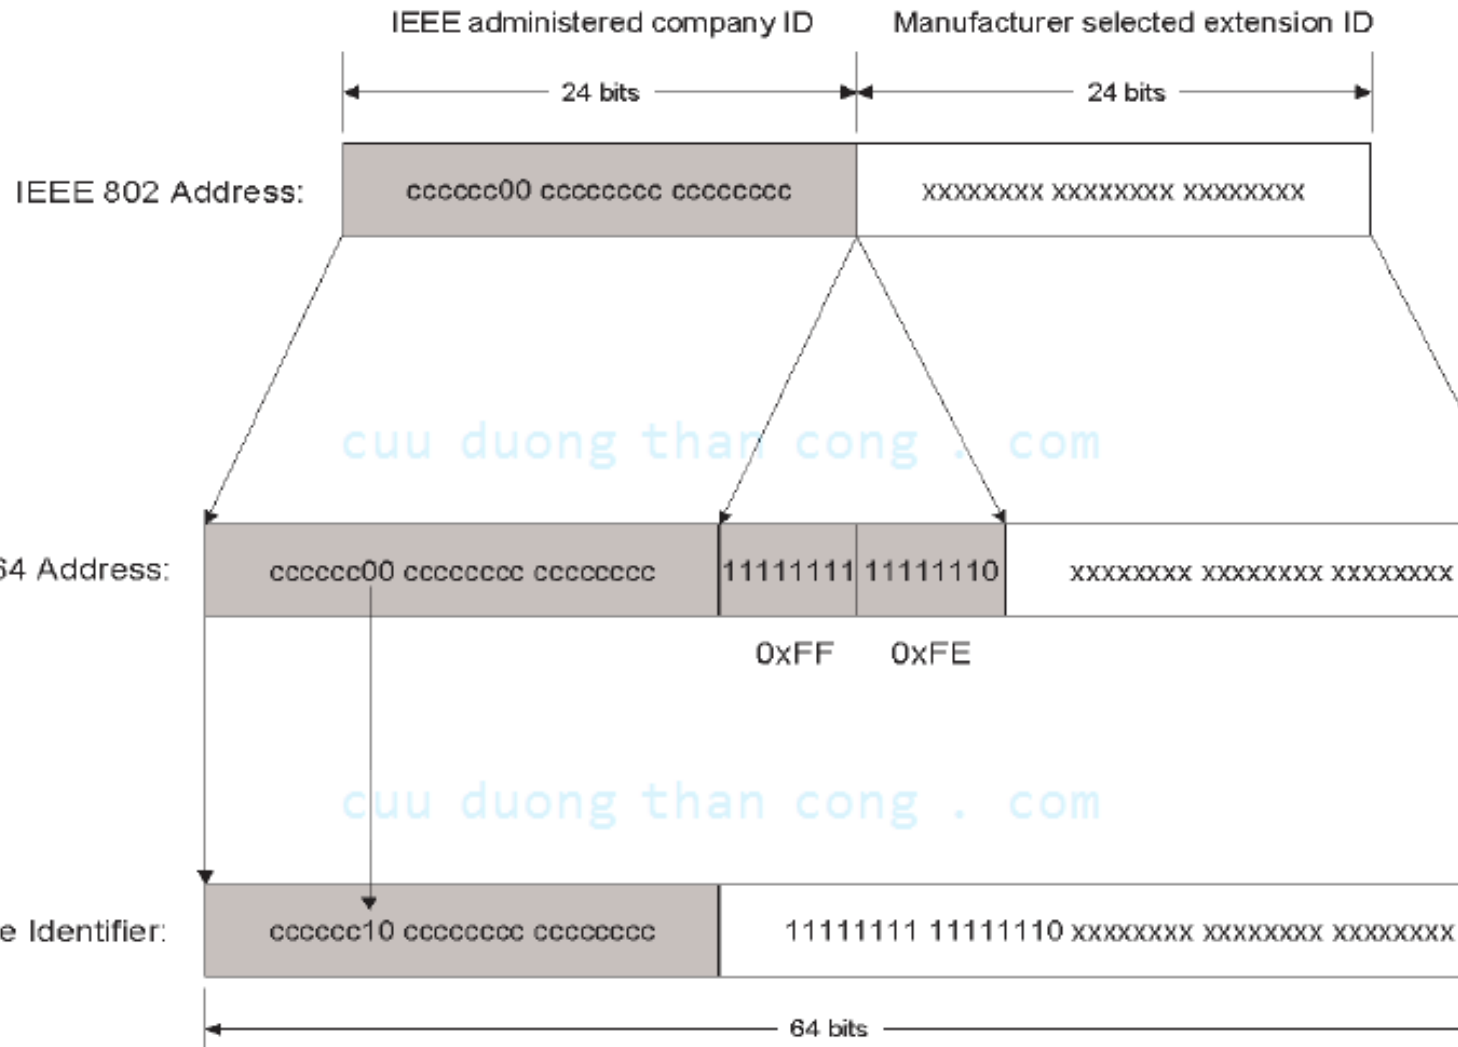 IEEE administered company ID Manufacturer selected extension ID
24 bits 24 bits
IEEE 802 Address: cccccc00 cccccccc cccccccc xxxxxxxx xxxxxxxx xxxxxxxx
cuu duong than cong . com
64 Address: cccccc00 cccccccc cccccccc 11111111 11111110 xxxxxxxx xxxxxxxx xxxxxxxx
0xFF 0xFE
cuu duong than cong . com
e Identifier: cccccc10 cccccccc cccccccc 11111111 11111110 xxxxxxxx xxxxxxxx xxxxxxxx
64 bits